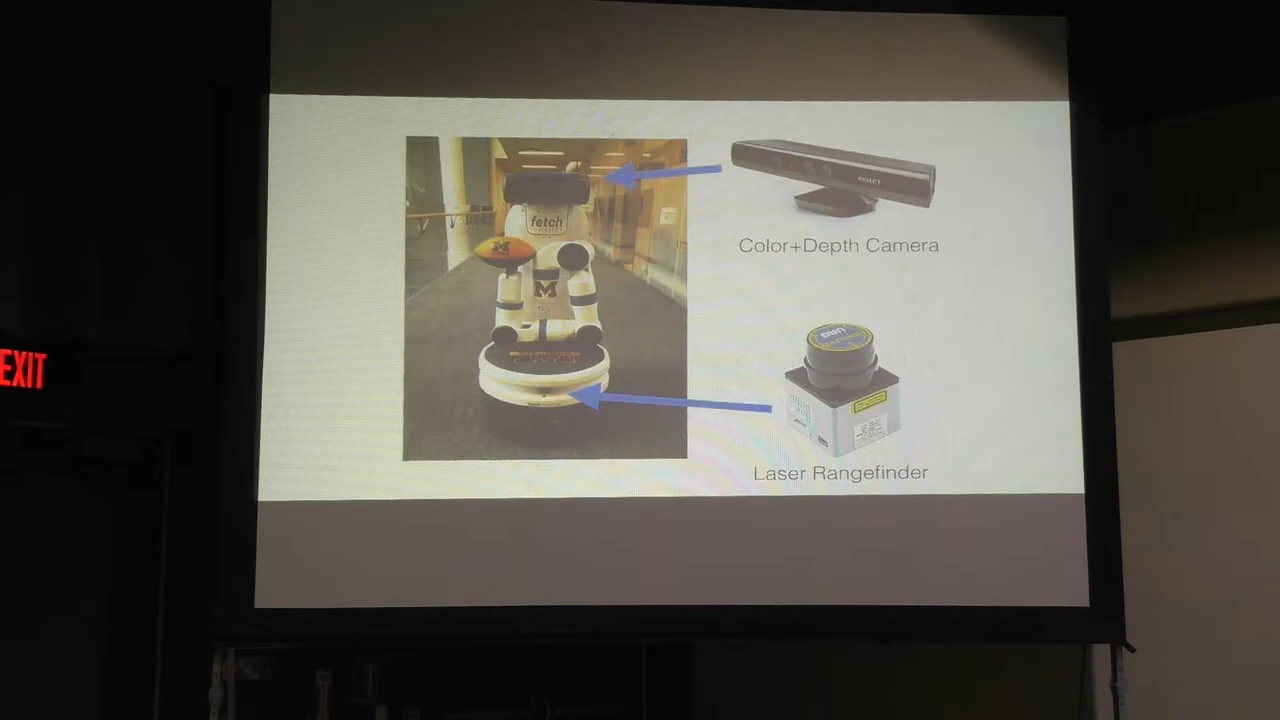 EXIT
fetch
M
M
KINECT
Color+Depth Camera
Laser Rangefinder